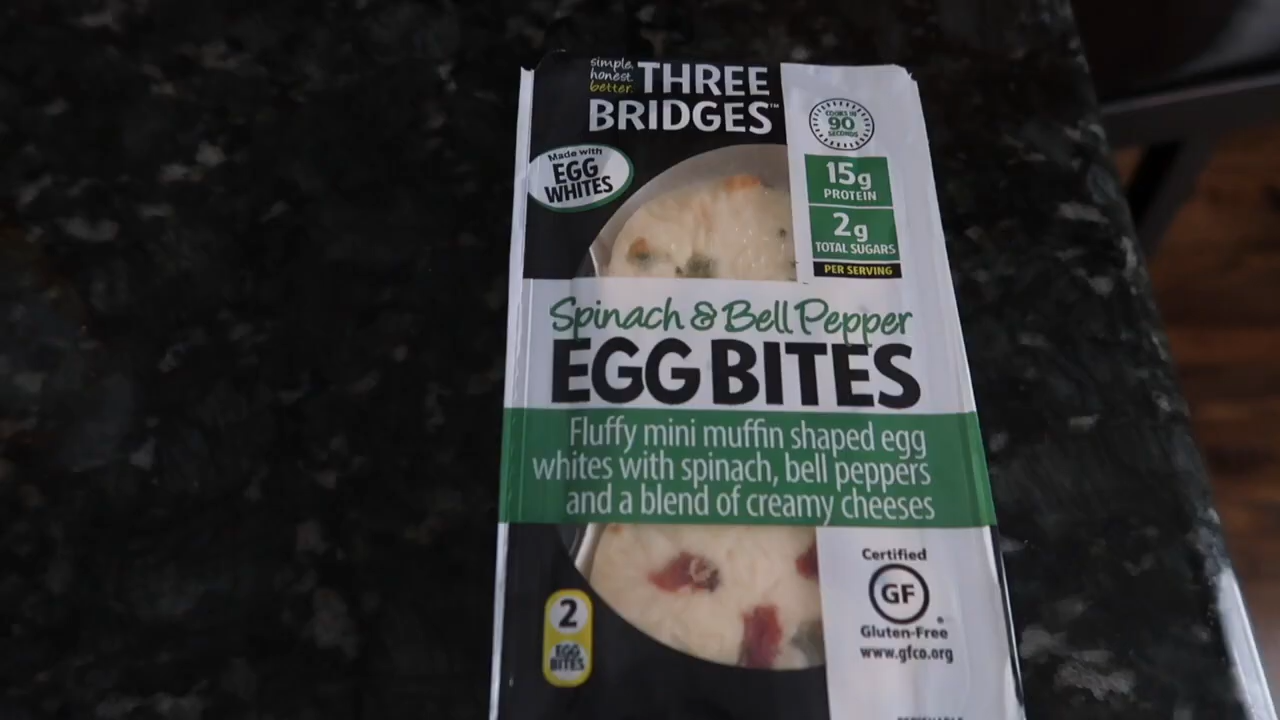 simple.
honest.
better.
THREE
BRIDGES™
COOKS IN
90
SECONDS
Made with
EGG
WHITES
15g
PROTEIN
2g
TOTAL SUGARS
PER SERVING
Spinach & Bell Pepper
EGG BITES
Fluffy mini muffin shaped egg
whites with spinach, bell peppers
and a blend of creamy cheeses
2
EGG
BITES
Certified
GF
Gluten-Free
www.gfco.org